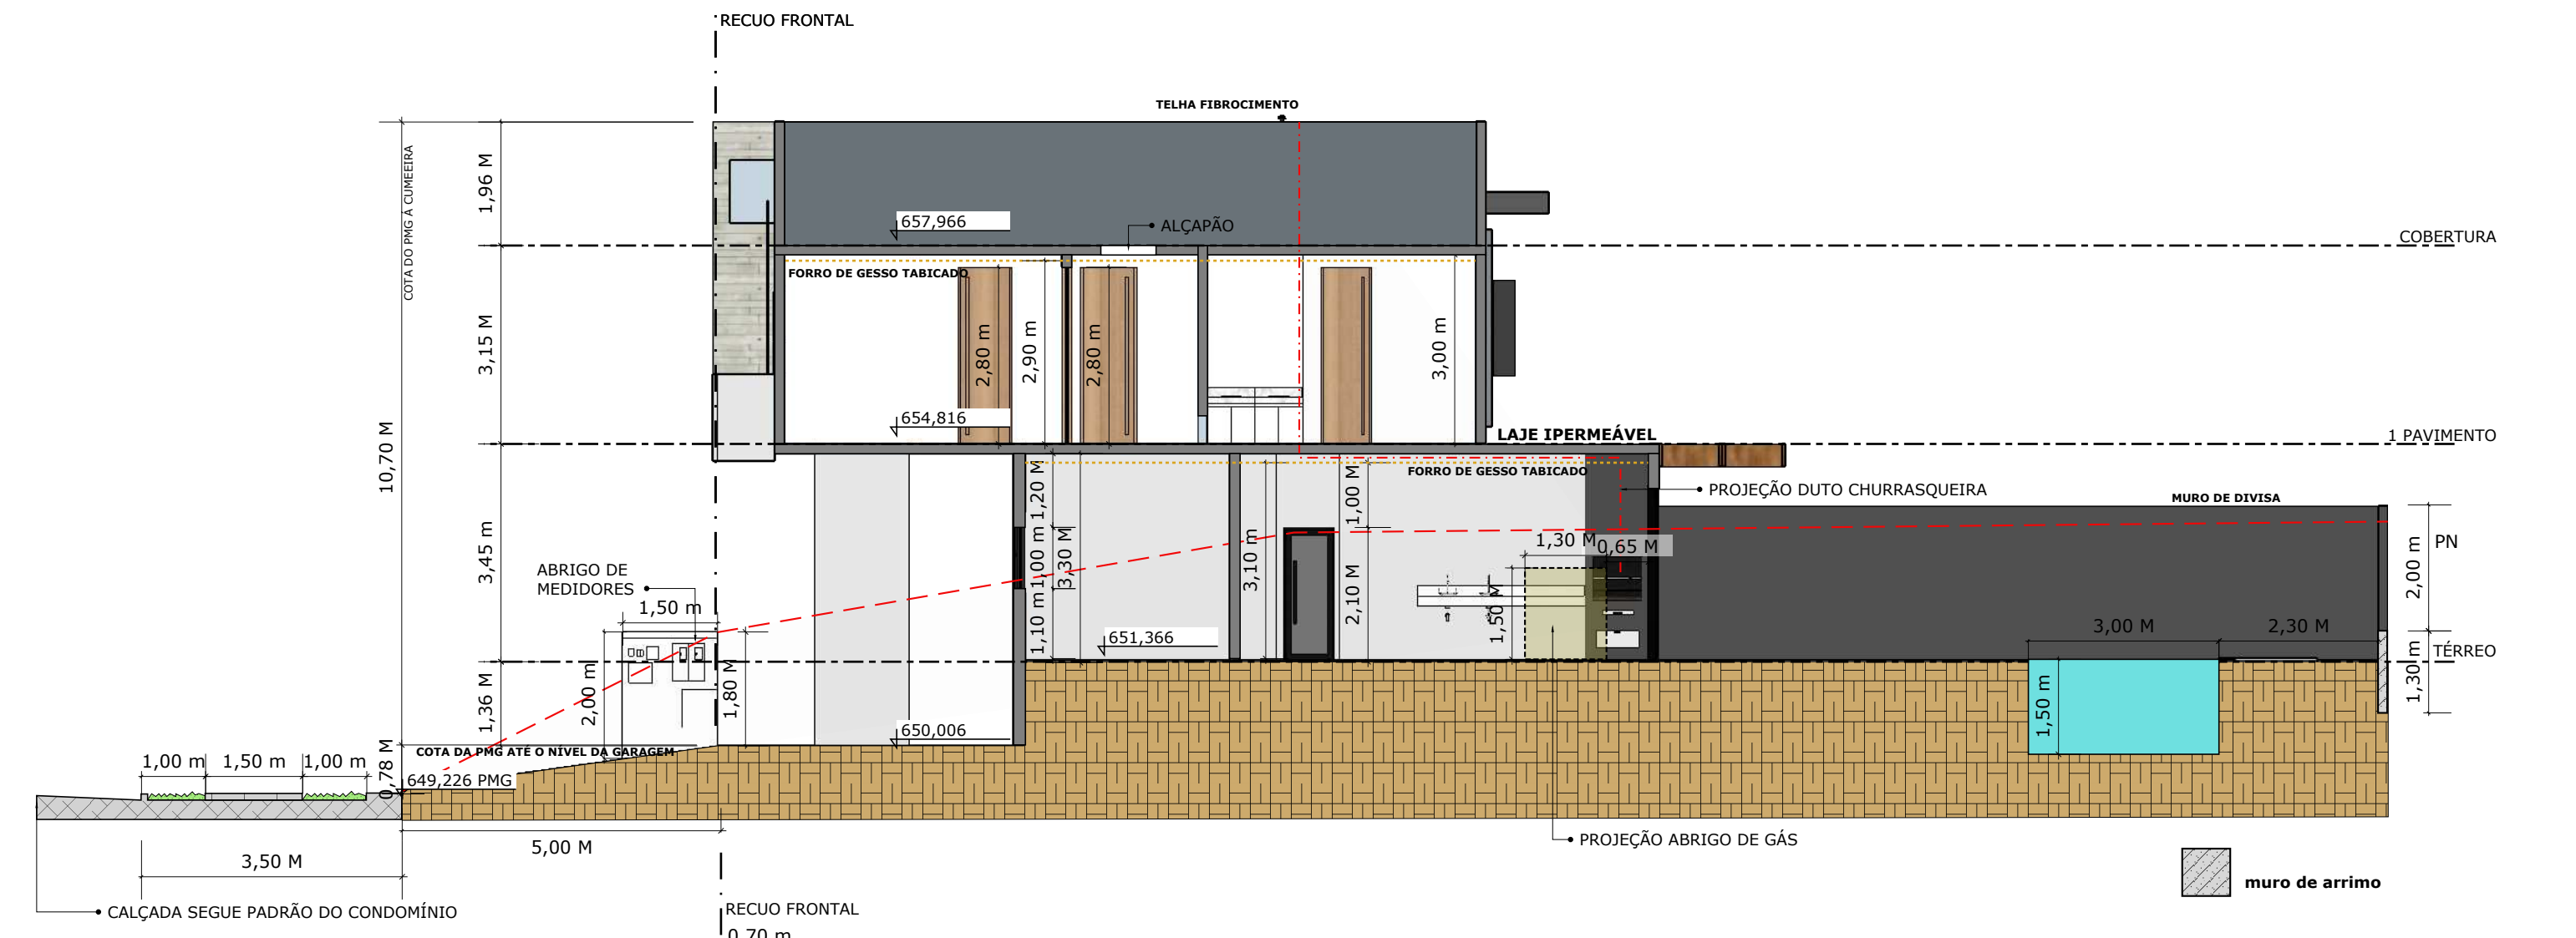 RECUO FRONTAL
TELHA FIBROCIMENTO
COTA DO PMG À CUMEEIRA
1,96 M
657,966
ALÇAPÃO
COBERTURA
FORRO DE GESSO TABICADO
3,15 M
2,80 m
2,90 m
2,80 m
3,00 m
654,816
LAJE IPERMEÁVEL
1 PAVIMENTO
10,70 M
FORRO DE GESSO TABICADO
1,20 M
1,00 M
PROJEÇÃO DUTO CHURRASQUEIRA
MURO DE DIVISA
3,45 m
1,00 m
3,30 M
3,10 m
1,30 M
0,65 M
2,00 m
PN
ABRIGO DE
MEDIDORES
1,50 m
1,10 m
651,366
2,10 M
1,50 M
3,00 M
2,30 M
TÉRREO
1,36 M
2,00 m
1,80 M
1,50 m
1,30 m
650,006
COTA DA PMG ATÉ O NÍVEL DA GARAGEM
1,00 m
1,50 m
1,00 m
0,78 M
649,226 PMG
5,00 M
PROJEÇÃO ABRIGO DE GÁS
3,50 M
muro de arrimo
CALÇADA SEGUE PADRÃO DO CONDOMÍNIO
RECUO FRONTAL
0,70 m